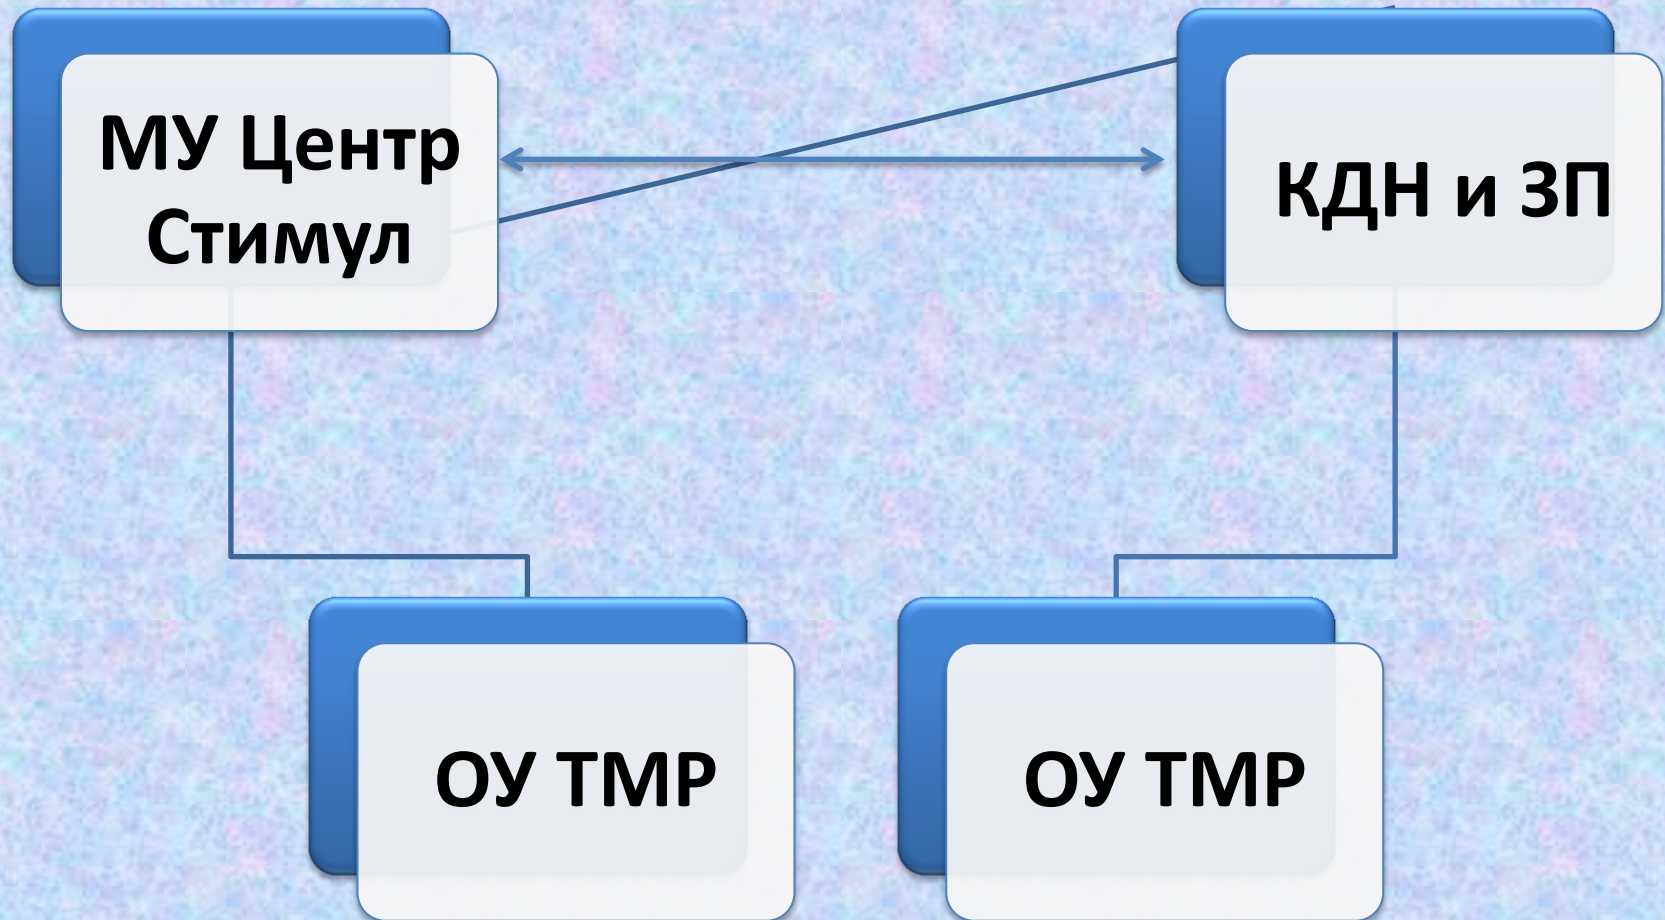 МУ Центр
Стимул
КДН и ЗП
ОУ ТМР
ОУ ТМР